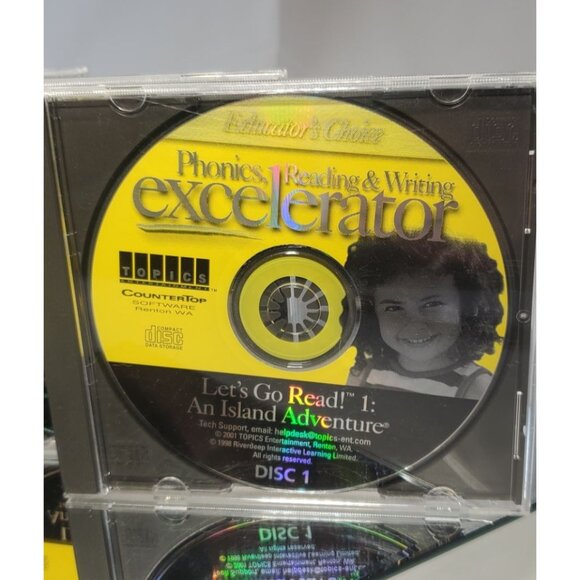 Educator's Choice
Phonics, Reading & Writing
excelerator
TOPICS
ENTERTAINMENT™
COUNTERTOP
SOFTWARE
Renton WA
COMPACT
disc
DATA STORAGE
Let's Go Read!™ 1:
An Island Adventure®
Tech Support, email: helpdesk@topics-ent.com
© 2001 TOPICS Entertainment, Renton, WA.
© 1998 Riverdeep Interactive Learning Limited.
All rights reserved.
DISC 1